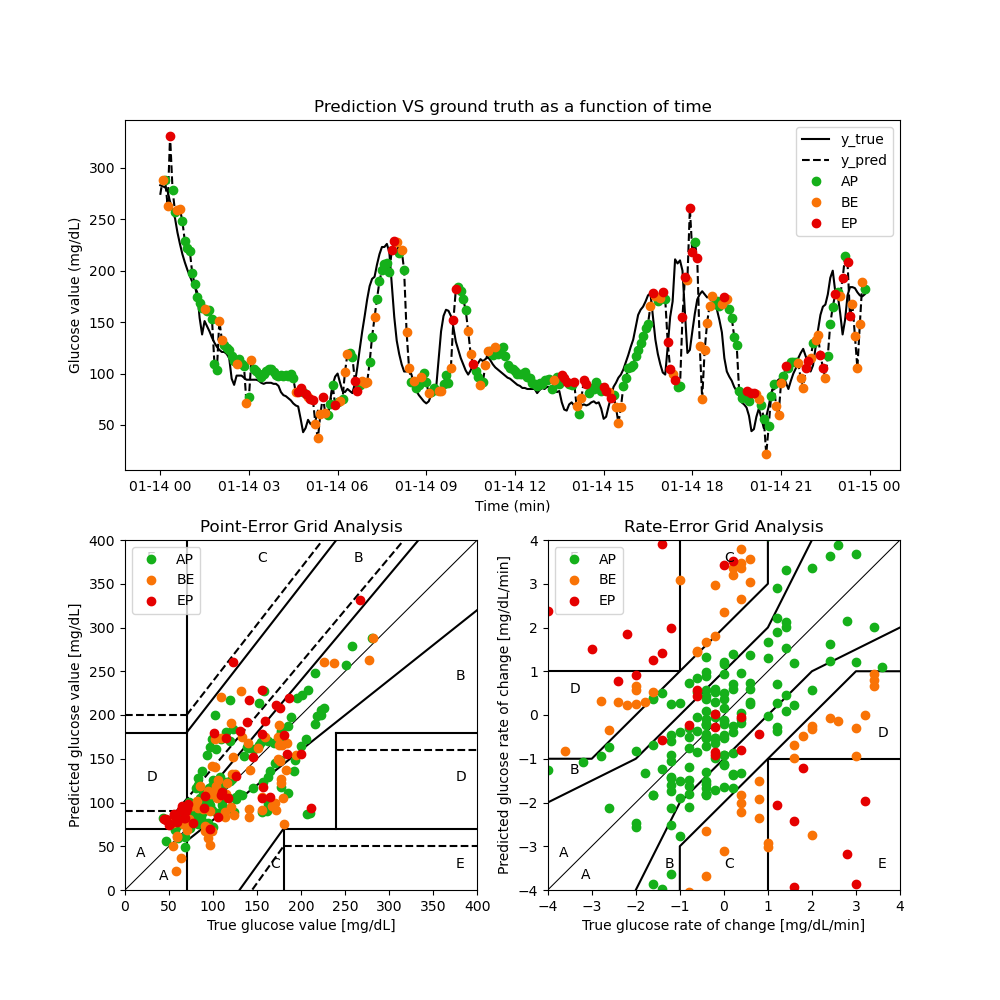 Prediction VS ground truth as a function of time
Glucose value (mg/dL)
300
250
200
150
100
50
y_true
y_pred
AP
BE
EP
01-14 00 01-14 03 01-14 06 01-14 09 01-14 12 01-14 15 01-14 18 01-14 21 01-15 00
Time (min)
Point-Error Grid Analysis
Predicted glucose value [mg/dL]
400
350
300
250
200
150
100
50
0
AP
BE
EP
C
B
B
D
D
A
A
C
E
0 50 100 150 200 250 300 350 400
True glucose value [mg/dL]
Rate-Error Grid Analysis
Predicted glucose rate of change [mg/dL/min]
4
3
2
1
0
−1
−2
−3
−4
AP
BE
EP
C
D
D
B
A
A
B
C
E
−4 −3 −2 −1 0 1 2 3 4
True glucose rate of change [mg/dL/min]